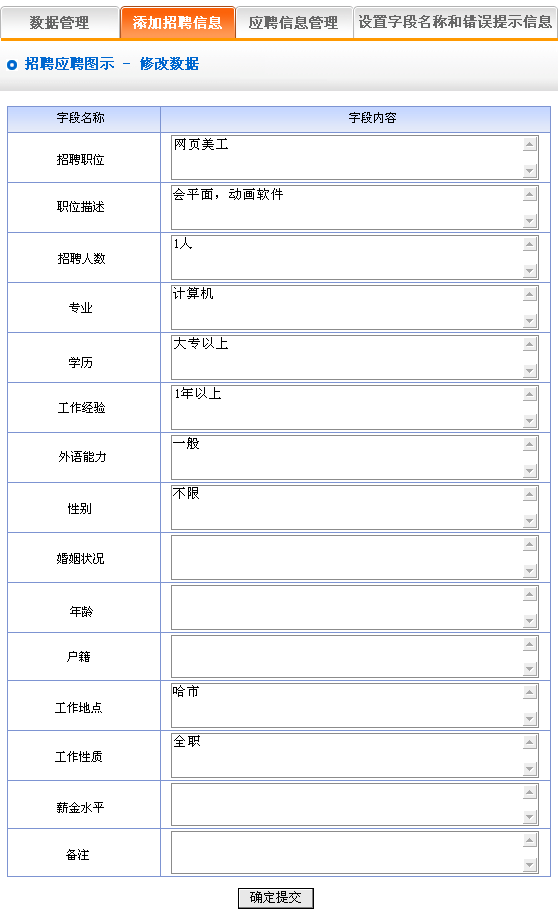 数据管理 添加招聘信息 应聘信息管理 设置字段名称和错误提示信息
招聘应聘图示 - 修改数据
字段名称 字段内容
招聘职位 网页美工
职位描述 会平面，动画软件
招聘人数 1人
专业 计算机
学历 大专以上
工作经验 1年以上
外语能力 一般
性别 不限
婚姻状况
年龄
户籍
工作地点 哈市
工作性质 全职
薪金水平
备注
确定提交